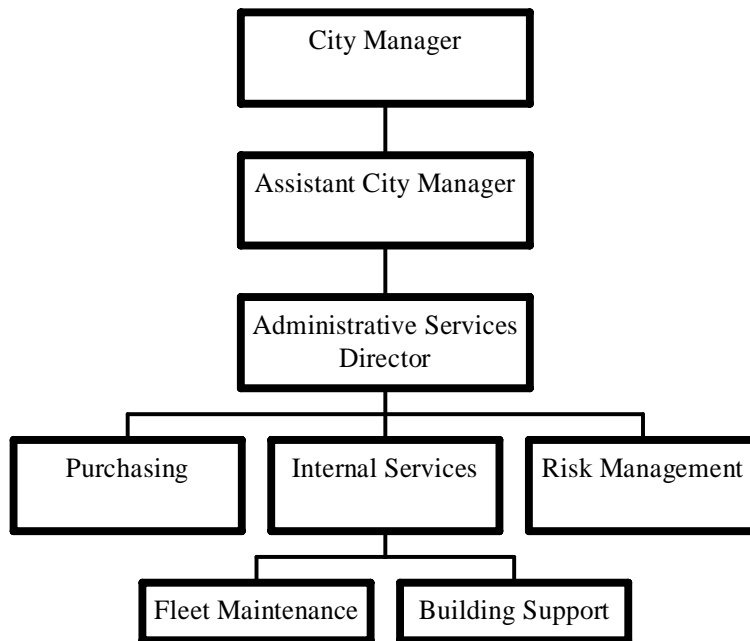 City Manager
Assistant City Manager
Administrative Services
Director
Purchasing
Internal Services
Risk Management
Fleet Maintenance
Building Support